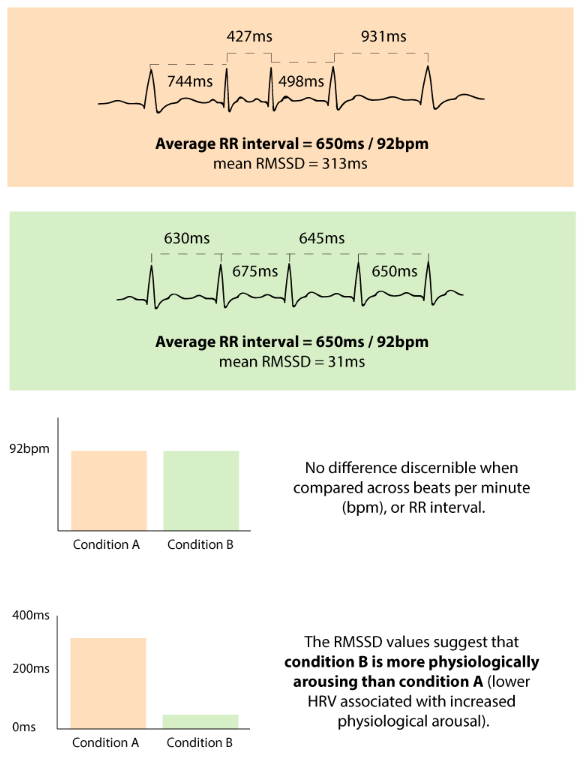 427ms
931ms
744ms
498ms
Average RR interval = 650ms / 92bpm
mean RMSSD = 313ms
630ms
645ms
675ms
650ms
Average RR interval = 650ms / 92bpm
mean RMSSD = 31ms
92bpm
Condition A
Condition B
No difference discernible when
compared across beats per minute
(bpm), or RR interval.
400ms
200ms
0ms
Condition A
Condition B
The RMSSD values suggest that
condition B is more physiologically
arousing than condition A (lower
HRV associated with increased
physiological arousal).